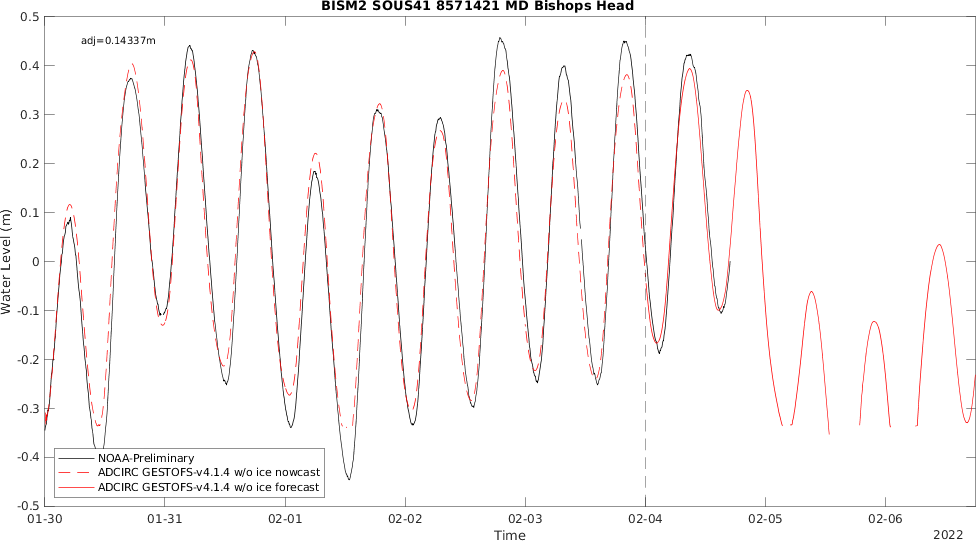 BISM2 SOUS41 8571421 MD Bishops Head
adj=0.14337m
Water Level (m)
0.5
0.4
0.3
0.2
0.1
0
-0.1
-0.2
-0.3
-0.4
-0.5
NOAA-Preliminary
ADCIRC GESTOFS-v4.1.4 w/o ice nowcast
ADCIRC GESTOFS-v4.1.4 w/o ice forecast
01-30 01-31 02-01 02-02 02-03 02-04 02-05 02-06
Time
2022